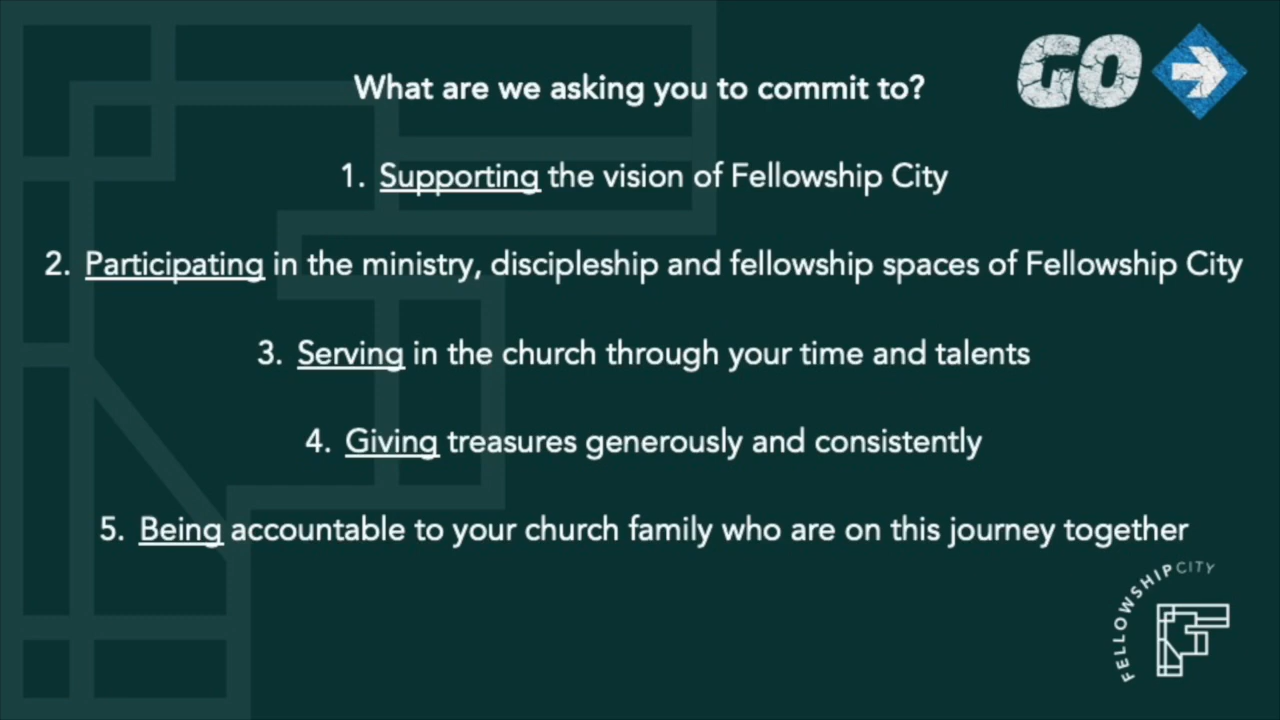 GO
What are we asking you to commit to?
1. Supporting the vision of Fellowship City
2. Participating in the ministry, discipleship and fellowship spaces of Fellowship City
3. Serving in the church through your time and talents
4. Giving treasures generously and consistently
5. Being accountable to your church family who are on this journey together
FELLOWSHIPCITY